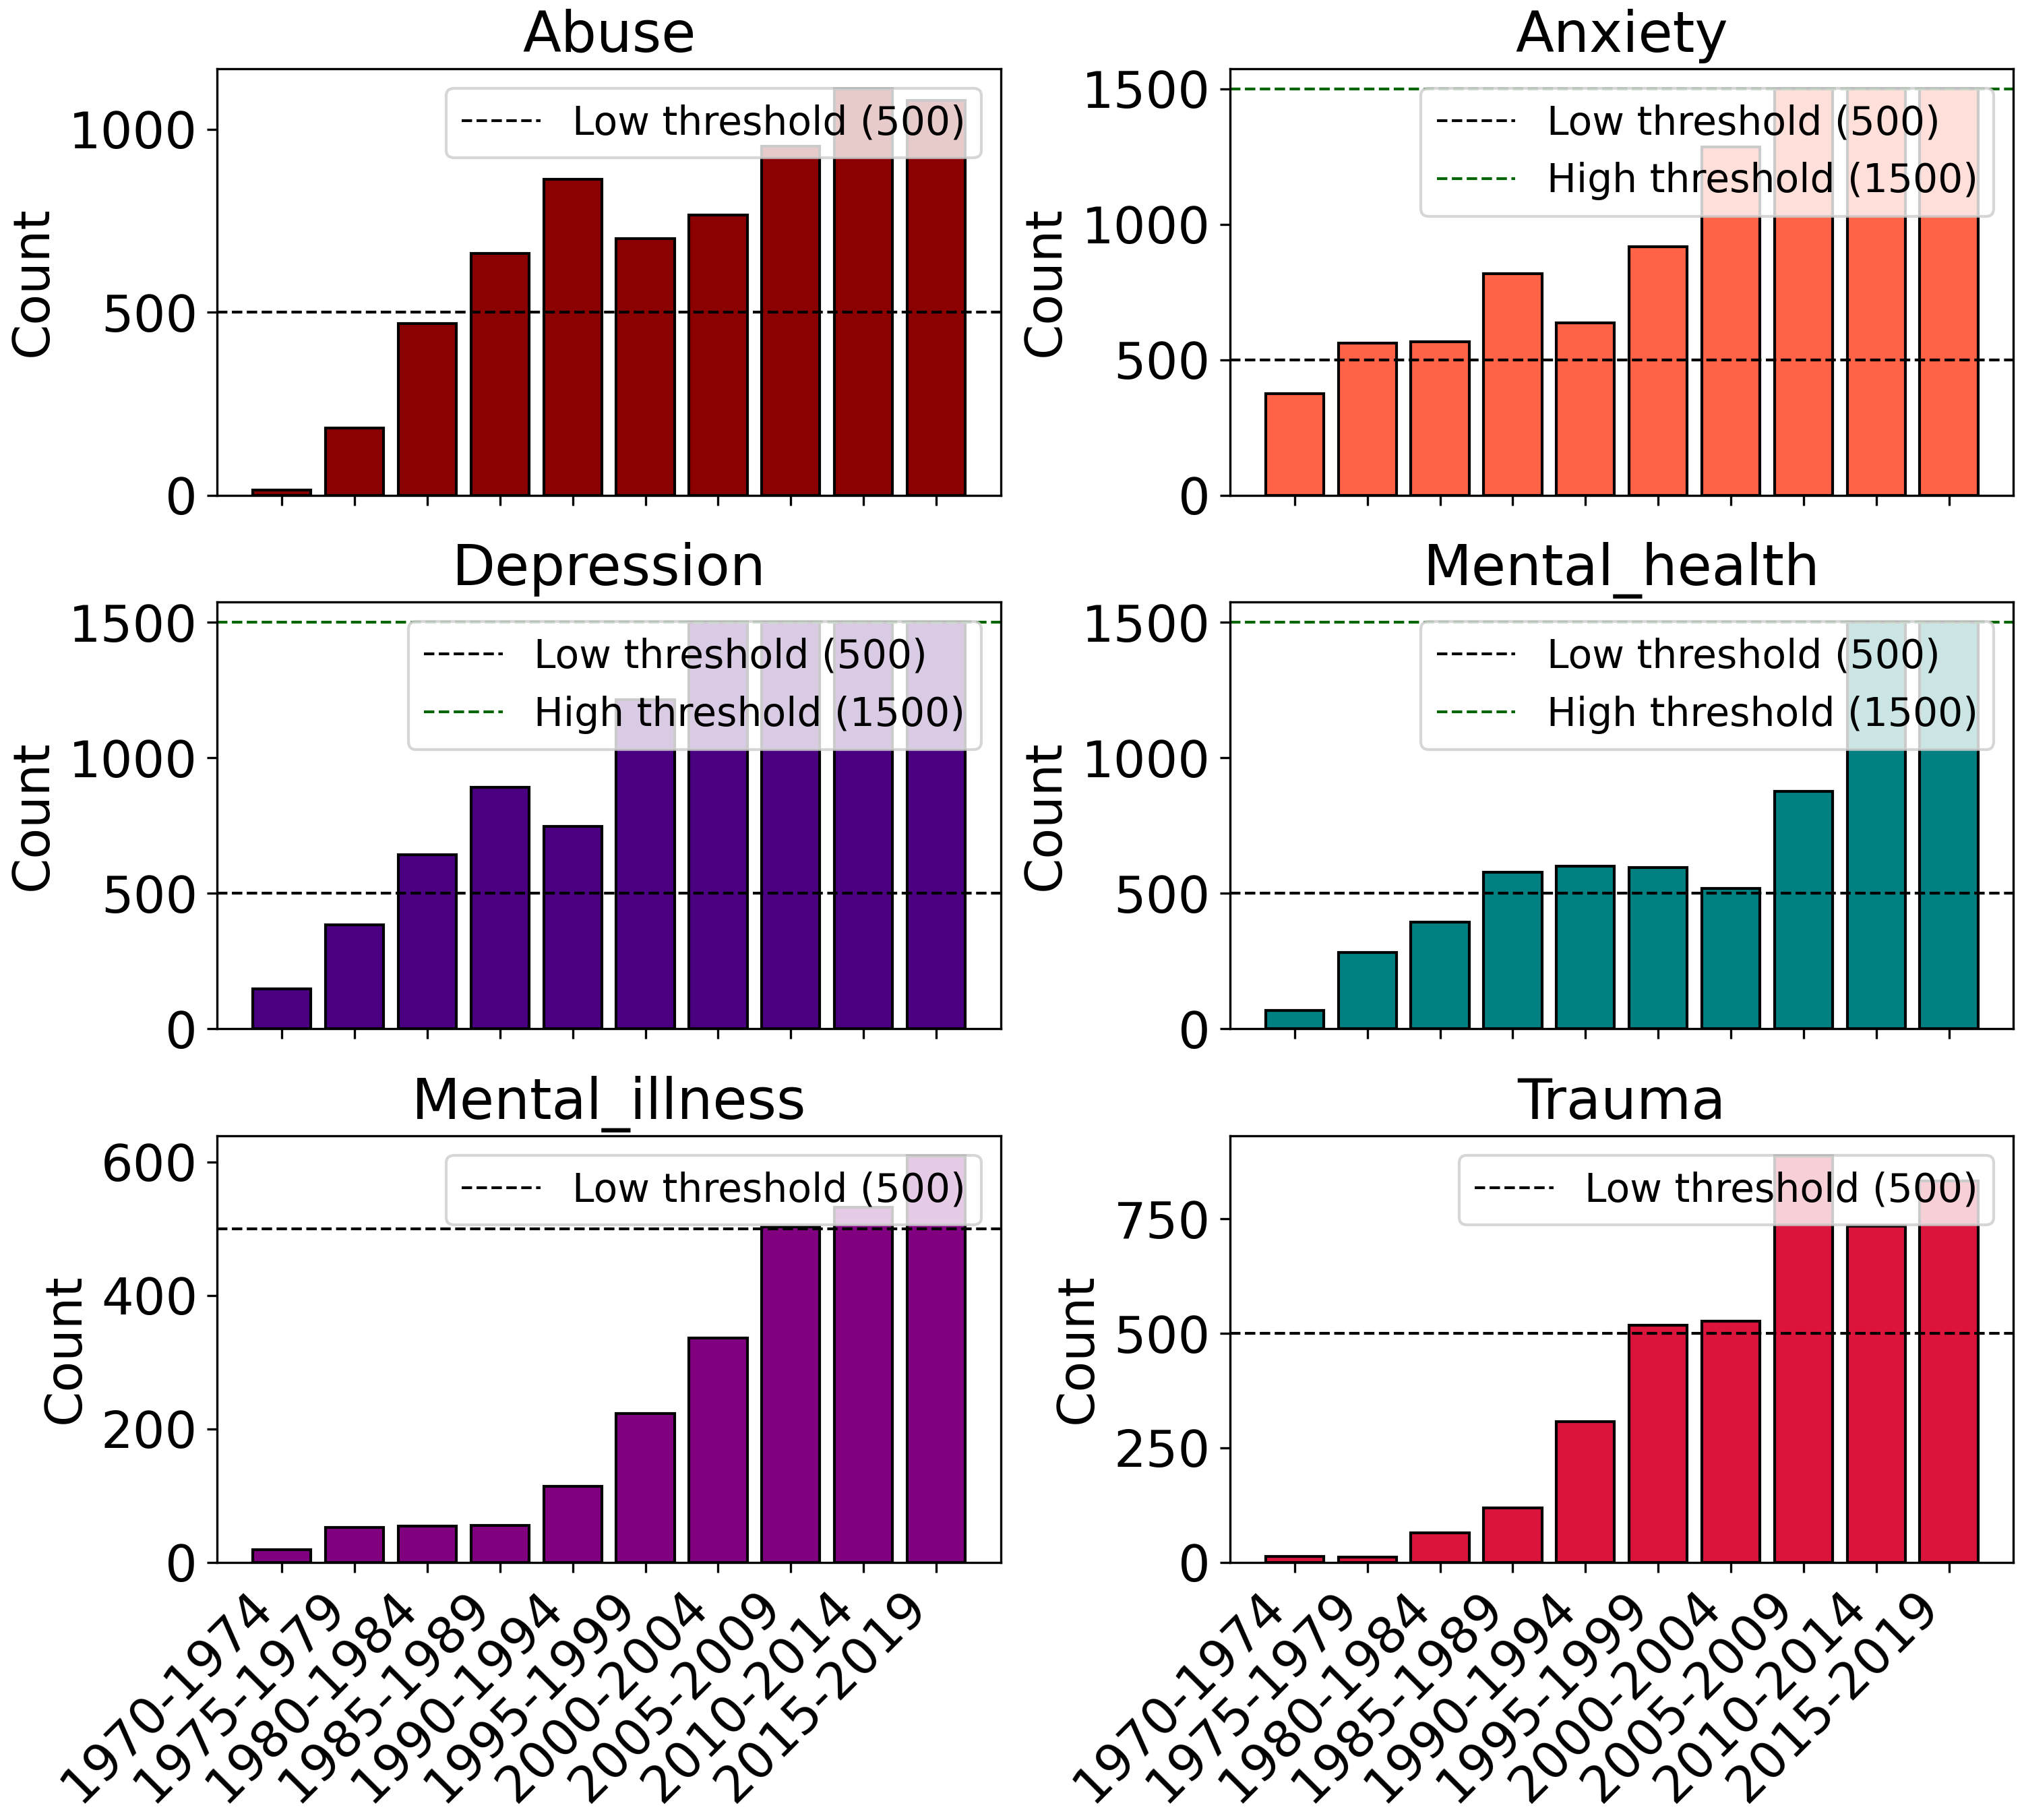 Abuse
Count
1000
500
0
Low threshold (500)
Anxiety
Count
1500
1000
500
0
Low threshold (500)
High threshold (1500)
Depression
Count
1500
1000
500
0
Low threshold (500)
High threshold (1500)
Mental_health
Count
1500
1000
500
0
Low threshold (500)
High threshold (1500)
Mental_illness
Count
600
400
200
0
Low threshold (500)
1970-1974
1975-1979
1980-1984
1985-1989
1990-1994
1995-1999
2000-2004
2005-2009
2010-2014
2015-2019
Trauma
Count
750
500
250
0
Low threshold (500)
1970-1974
1975-1979
1980-1984
1985-1989
1990-1994
1995-1999
2000-2004
2005-2009
2010-2014
2015-2019